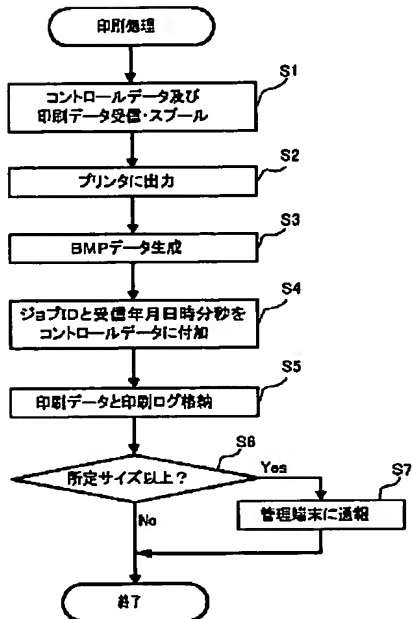 印刷処理
S1
コントロールデータ及び
印刷データ受信・スプール
S2
プリンタに出力
S3
BMPデータ生成
S4
ジョブIDと受信年月日時分秒を
コントロールデータに付加
S5
印刷データと印刷ログ格納
S6
所定サイズ以上？
Yes
S7
管理端末に通報
No
終了